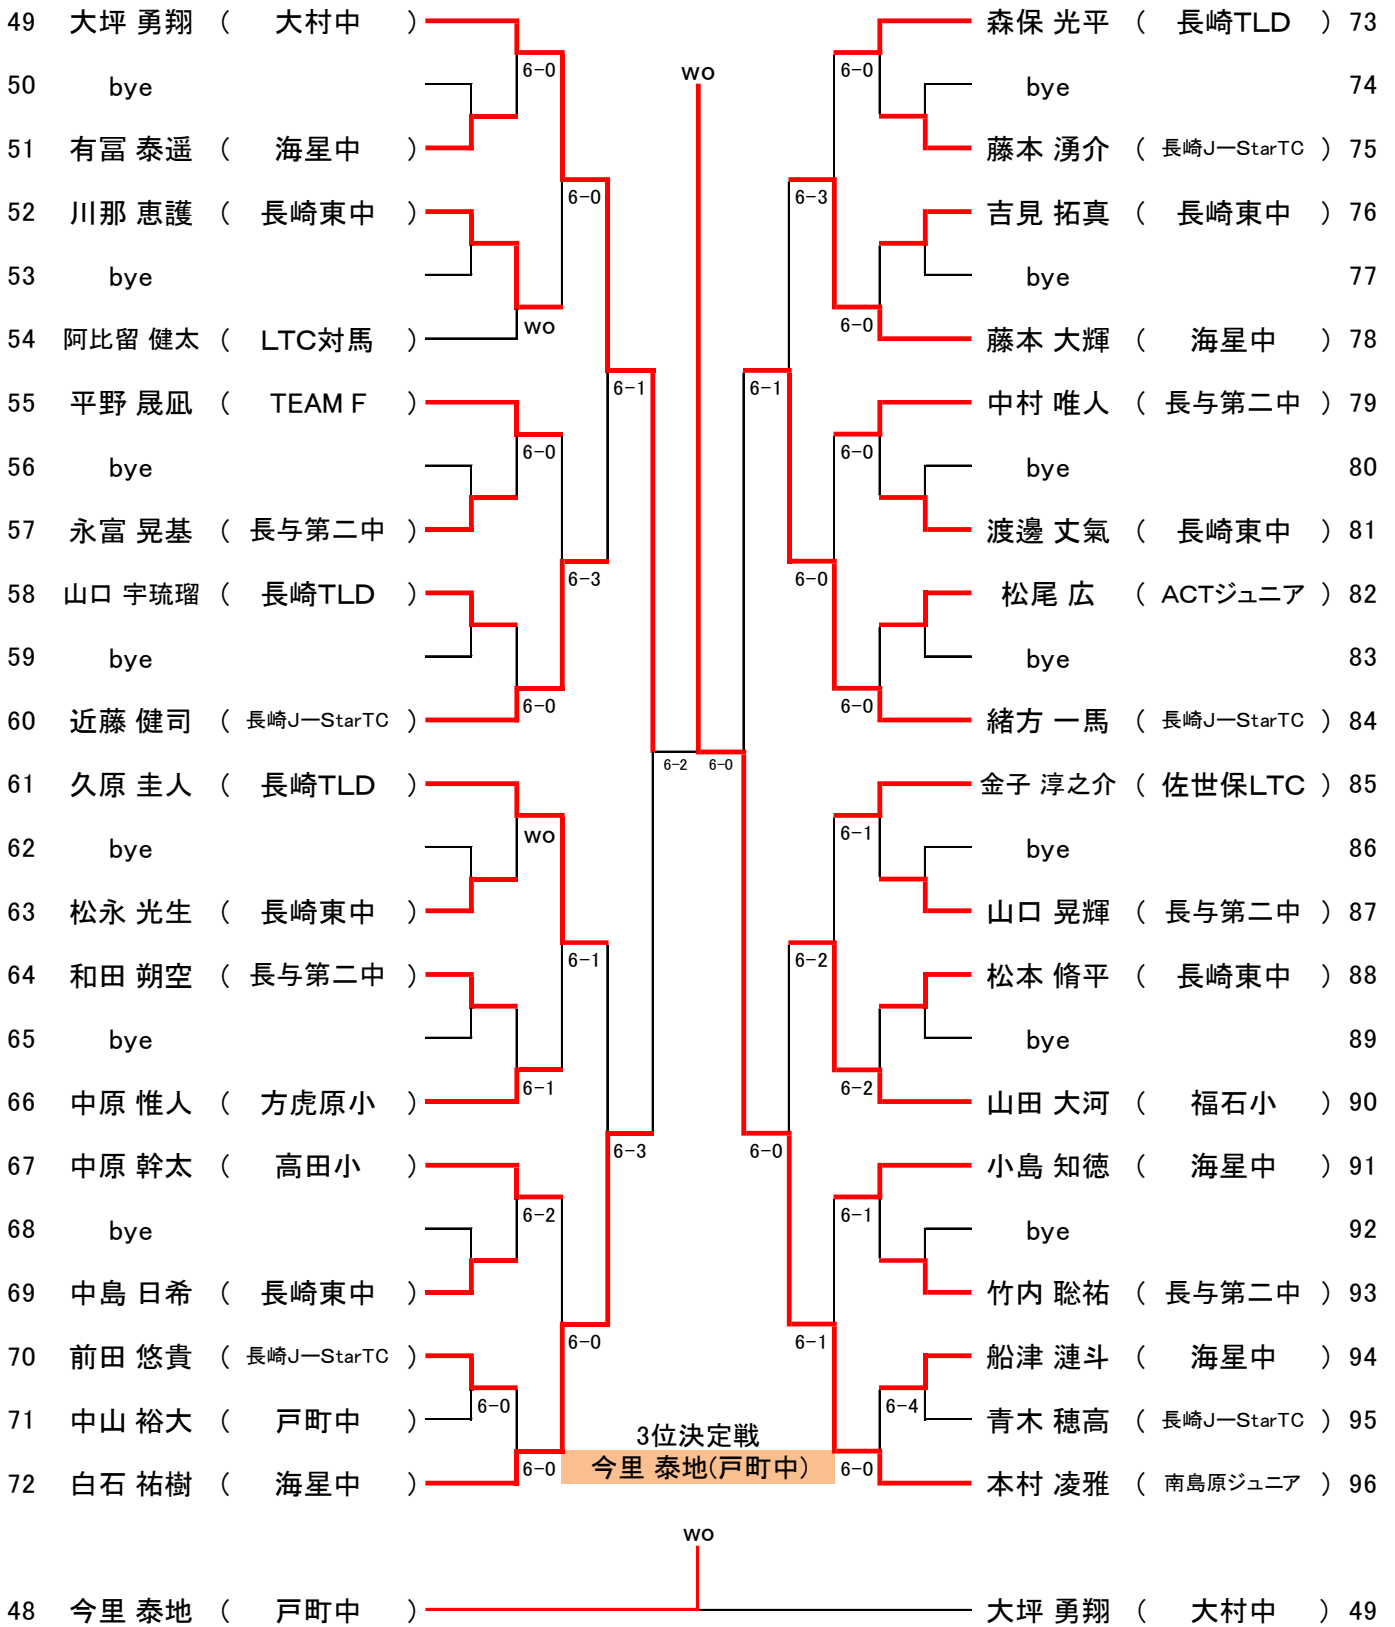 49 大坪 勇翔 ( 大村中 ) 森保 光平 ( 長崎TLD ) 73
6-0 wo 6-0
50 bye bye 74
51 有冨 泰遥 ( 海星中 ) 藤本 湧介 ( 長崎J-StarTC ) 75
6-0 6-3
52 川那 恵護 ( 長崎東中 ) 吉見 拓真 ( 長崎東中 ) 76
53 bye bye 77
wo 6-0
54 阿比留 健太 ( LTC対馬 ) 藤本 大輝 ( 海星中 ) 78
6-1 6-1
55 平野 晟凪 ( TEAM F ) 中村 唯人 ( 長与第二中 ) 79
6-0 6-0
56 bye bye 80
57 永富 晃基 ( 長与第二中 ) 渡邊 丈氣 ( 長崎東中 ) 81
6-3 6-0
58 山口 宇琉瑠 ( 長崎TLD ) 松尾 広 ( ACTジュニア ) 82
59 bye bye 83
6-0 6-0
60 近藤 健司 ( 長崎J-StarTC ) 緒方 一馬 ( 長崎J-StarTC ) 84
6-2 6-0
61 久原 圭人 ( 長崎TLD ) 金子 淳之介 ( 佐世保LTC ) 85
wo 6-1
62 bye bye 86
63 松永 光生 ( 長崎東中 ) 山口 晃輝 ( 長与第二中 ) 87
6-1 6-2
64 和田 朔空 ( 長与第二中 ) 松本 脩平 ( 長崎東中 ) 88
65 bye bye 89
6-1 6-2
66 中原 惟人 ( 方虎原小 ) 山田 大河 ( 福石小 ) 90
6-3 6-0
67 中原 幹太 ( 高田小 ) 小島 知徳 ( 海星中 ) 91
6-2 6-1
68 bye bye 92
69 中島 日希 ( 長崎東中 ) 竹内 聡祐 ( 長与第二中 ) 93
6-0 6-1
70 前田 悠貴 ( 長崎J-StarTC ) 船津 漣斗 ( 海星中 ) 94
6-0 6-4
71 中山 裕大 ( 戸町中 ) 青木 穂高 ( 長崎J-StarTC ) 95
3位決定戦
6-0 今里 泰地(戸町中) 6-0
72 白石 祐樹 ( 海星中 ) 本村 凌雅 ( 南島原ジュニア ) 96
wo
48 今里 泰地 ( 戸町中 ) 大坪 勇翔 ( 大村中 ) 49